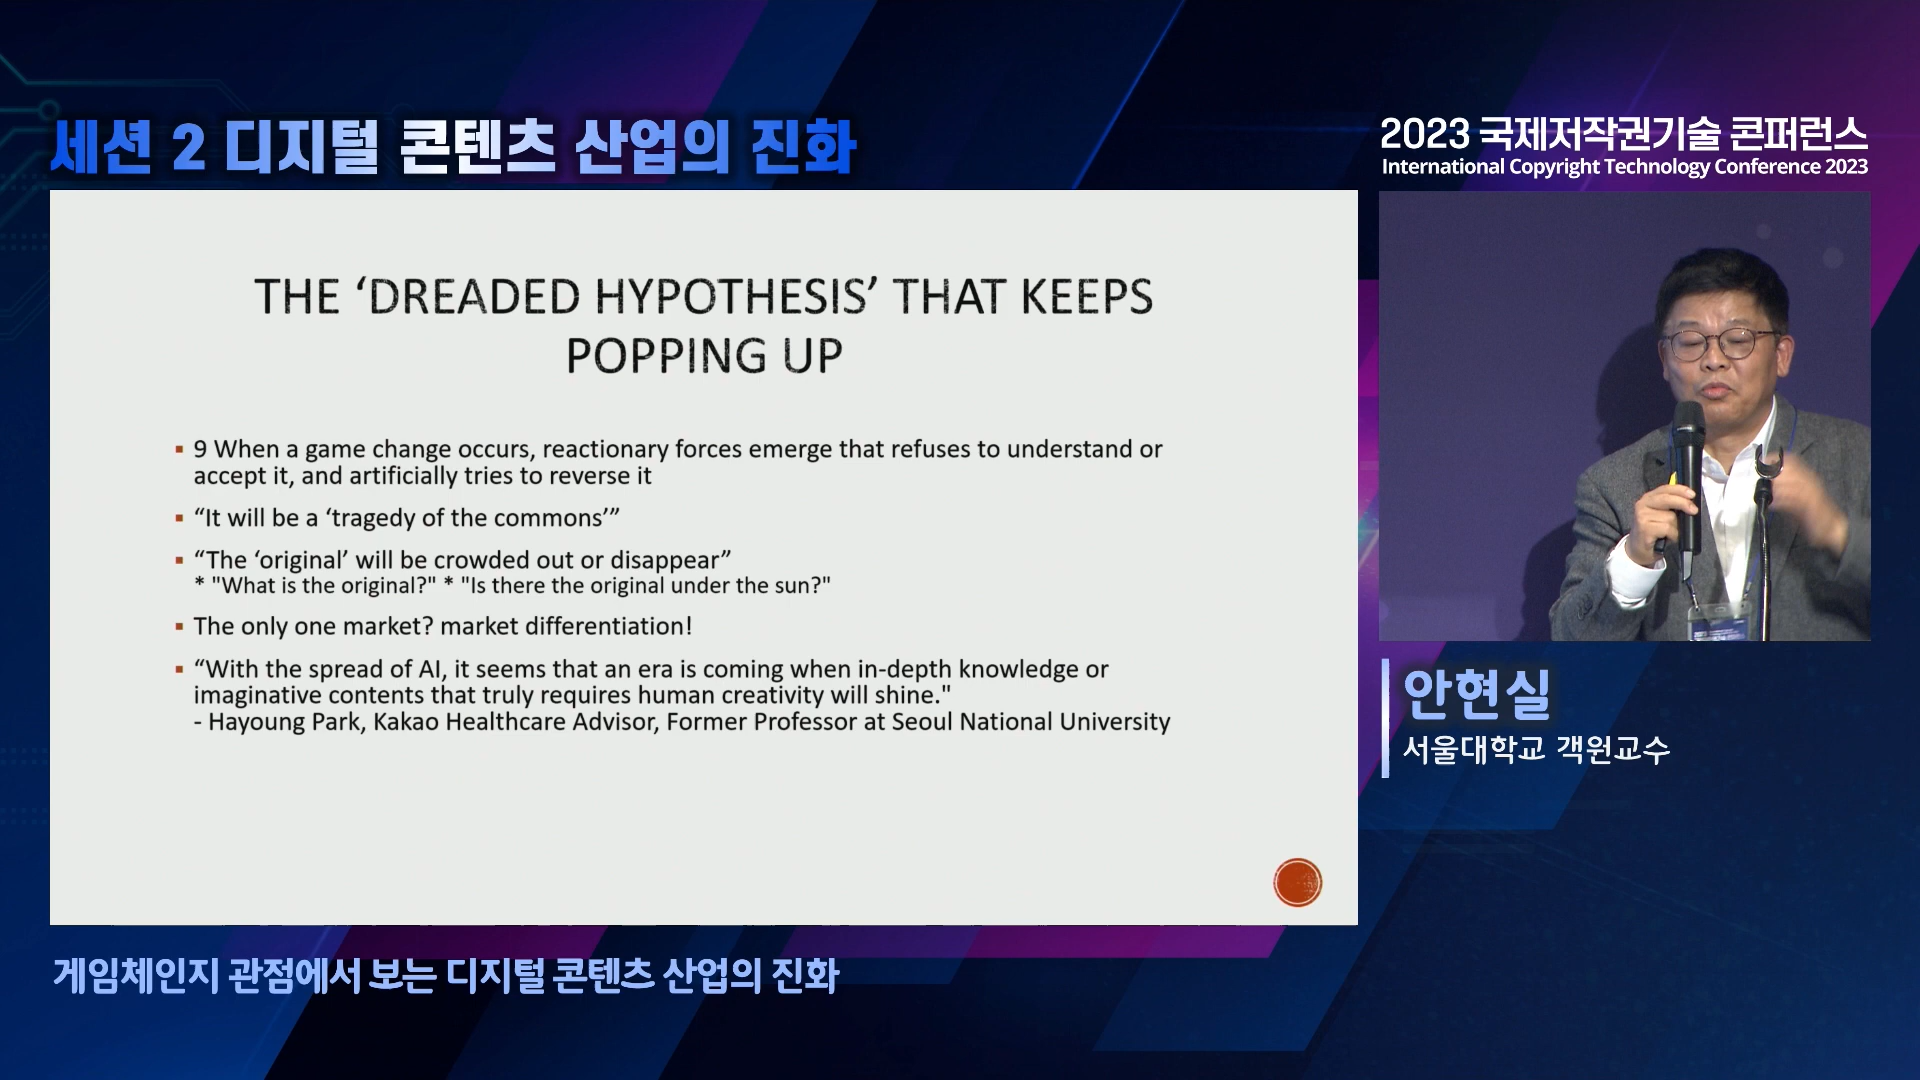 세션 2 디지털 콘텐츠 산업의 진화
2023 국제저작권기술 콘퍼런스
International Copyright Technology Conference 2023
THE ‘DREADED HYPOTHESIS’ THAT KEEPS
POPPING UP
▪ 9 When a game change occurs, reactionary forces emerge that refuses to understand or
accept it, and artificially tries to reverse it
▪ “It will be a ‘tragedy of the commons’”
▪ “The ‘original’ will be crowded out or disappear”
* "What is the original?" * "Is there the original under the sun?"
▪ The only one market? market differentiation!
▪ “With the spread of AI, it seems that an era is coming when in-depth knowledge or
imaginative contents that truly requires human creativity will shine."
- Hayoung Park, Kakao Healthcare Advisor, Former Professor at Seoul National University
안현실
서울대학교 객원교수
게임체인지 관점에서 보는 디지털 콘텐츠 산업의 진화